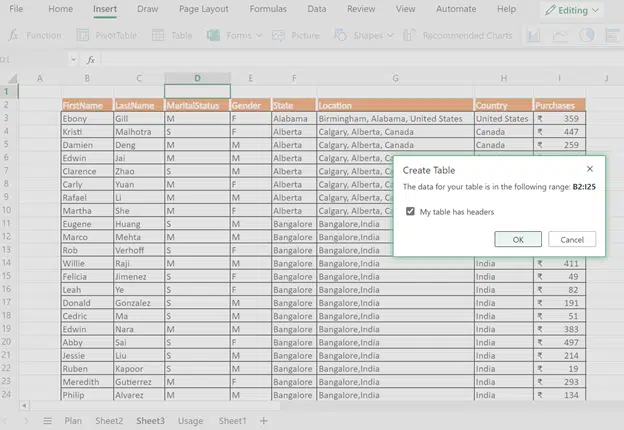 File Home Insert Draw Page Layout Formulas Data Review View Automate Help Editing
Function PivotTable Table Forms Picture Shapes Recommended Charts
D1 fx
A B C D E F G H I J
1
2 FirstName LastName MaritalStatus Gender State Location Country Purchases
3 Ebony Gill M F Alabama Birmingham, Alabama, United States United States ₹ 359
4 Kristi Malhotra S F Alberta Calgary, Alberta, Canada Canada ₹ 447
5 Damien Deng M M Alberta Calgary, Alberta, Canada Canada ₹ 259
6 Edwin Jai M M Alberta Calgary, Alberta, C
7 Clarence Zhao S M Alberta Calgary, Alberta, C
8 Carly Yuan M F Alberta Calgary, Alberta, C
9 Rafael Li M M Alberta Calgary, Alberta, C
10 Martha She M F Alberta Calgary, Alberta, C
11 Eugene Huang S M Bangalore Bangalore,India
12 Marco Mehta M M Bangalore Bangalore,India
13 Rob Verhoff S F Bangalore Bangalore,India
Create Table
The data for your table is in the following range: B2:I25
My table has headers
OK Cancel
14 Willie Raji M M Bangalore Bangalore,India India ₹ 411
15 Felicia Jimenez S F Bangalore Bangalore,India India ₹ 49
16 Leah Ye S F Bangalore Bangalore,India India ₹ 82
17 Donald Gonzalez S M Bangalore Bangalore,India India ₹ 191
18 Cedric Ma S M Bangalore Bangalore,India India ₹ 51
19 Edwin Nara M M Bangalore Bangalore,India India ₹ 383
20 Abby Sai S F Bangalore Bangalore,India India ₹ 497
21 Jessie Liu S M Bangalore Bangalore,India India ₹ 214
22 Ruben Kapoor S M Bangalore Bangalore,India India ₹ 19
23 Meredith Gutierrez M F Bangalore Bangalore,India India ₹ 293
24 Philip Alvarez M M Bangalore Bangalore,India India ₹ 134
Plan Sheet2 Sheet3 Usage Sheet1